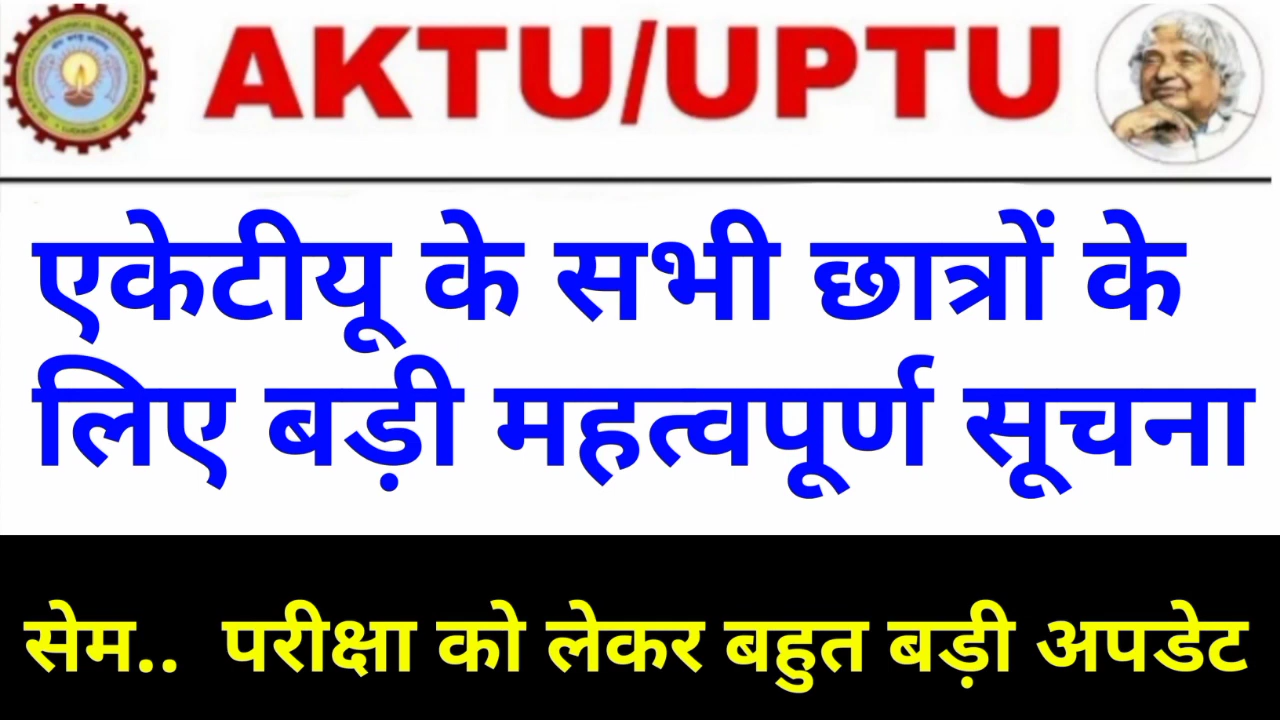 AKTU/UPTU
एकेटीयू के सभी छात्रों के
लिए बड़ी महत्वपूर्ण सूचना
सेम.. परीक्षा को लेकर बहुत बड़ी अपडेट